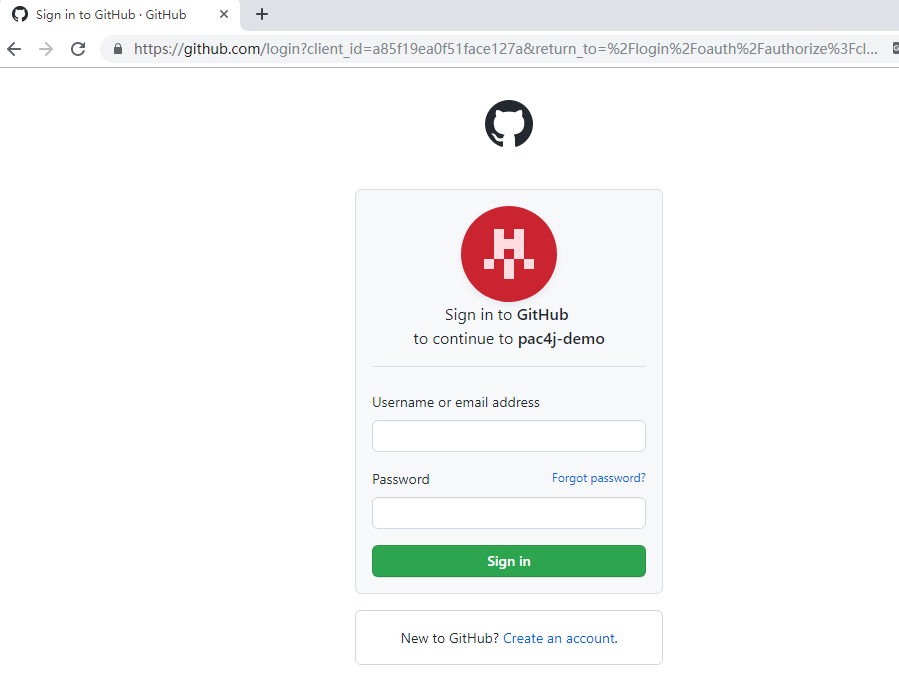 Sign in to GitHub · GitHub
https://github.com/login?client_id=a85f19ea0f51face127a&return_to=%2Flogin%2Foauth%2Fauthorize%3Fcl...
Sign in to GitHub
to continue to pac4j-demo
Username or email address
Password
Forgot password?
Sign in
New to GitHub? Create an account.